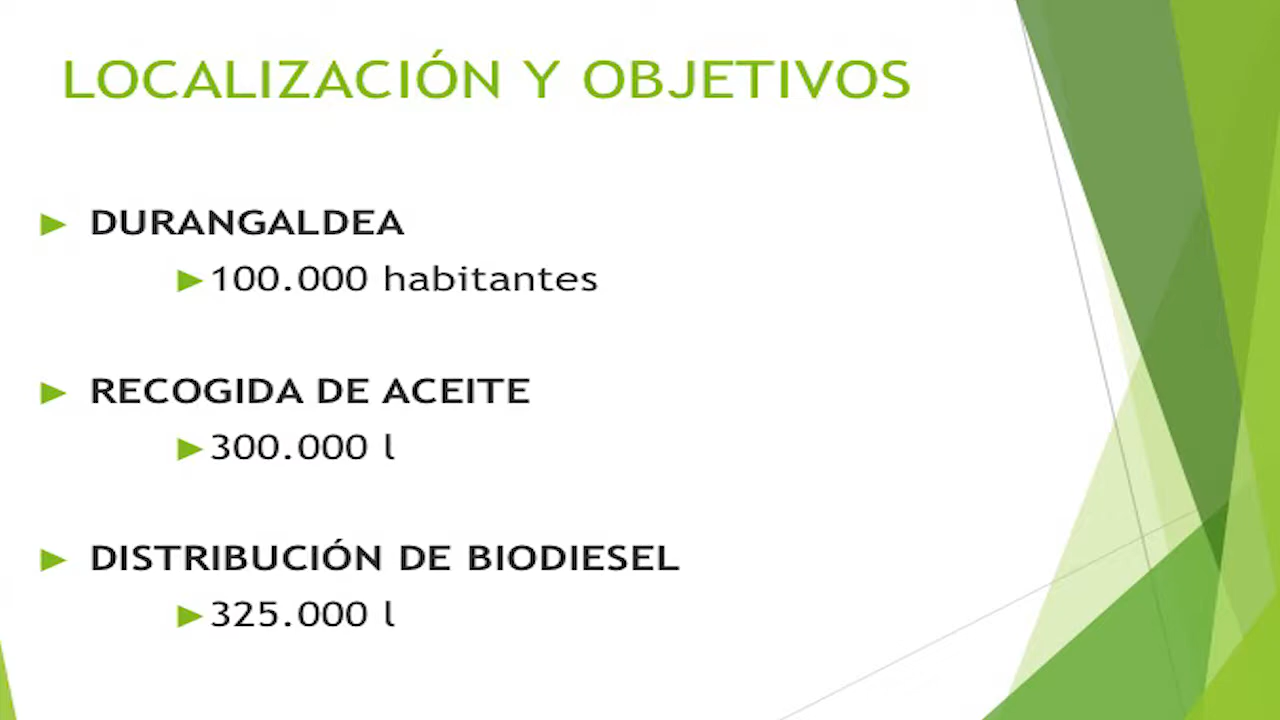 LOCALIZACIÓN Y OBJETIVOS
DURANGALDEA
100.000 habitantes
RECOGIDA DE ACEITE
300.000 l
DISTRIBUCIÓN DE BIODIESEL
325.000 l